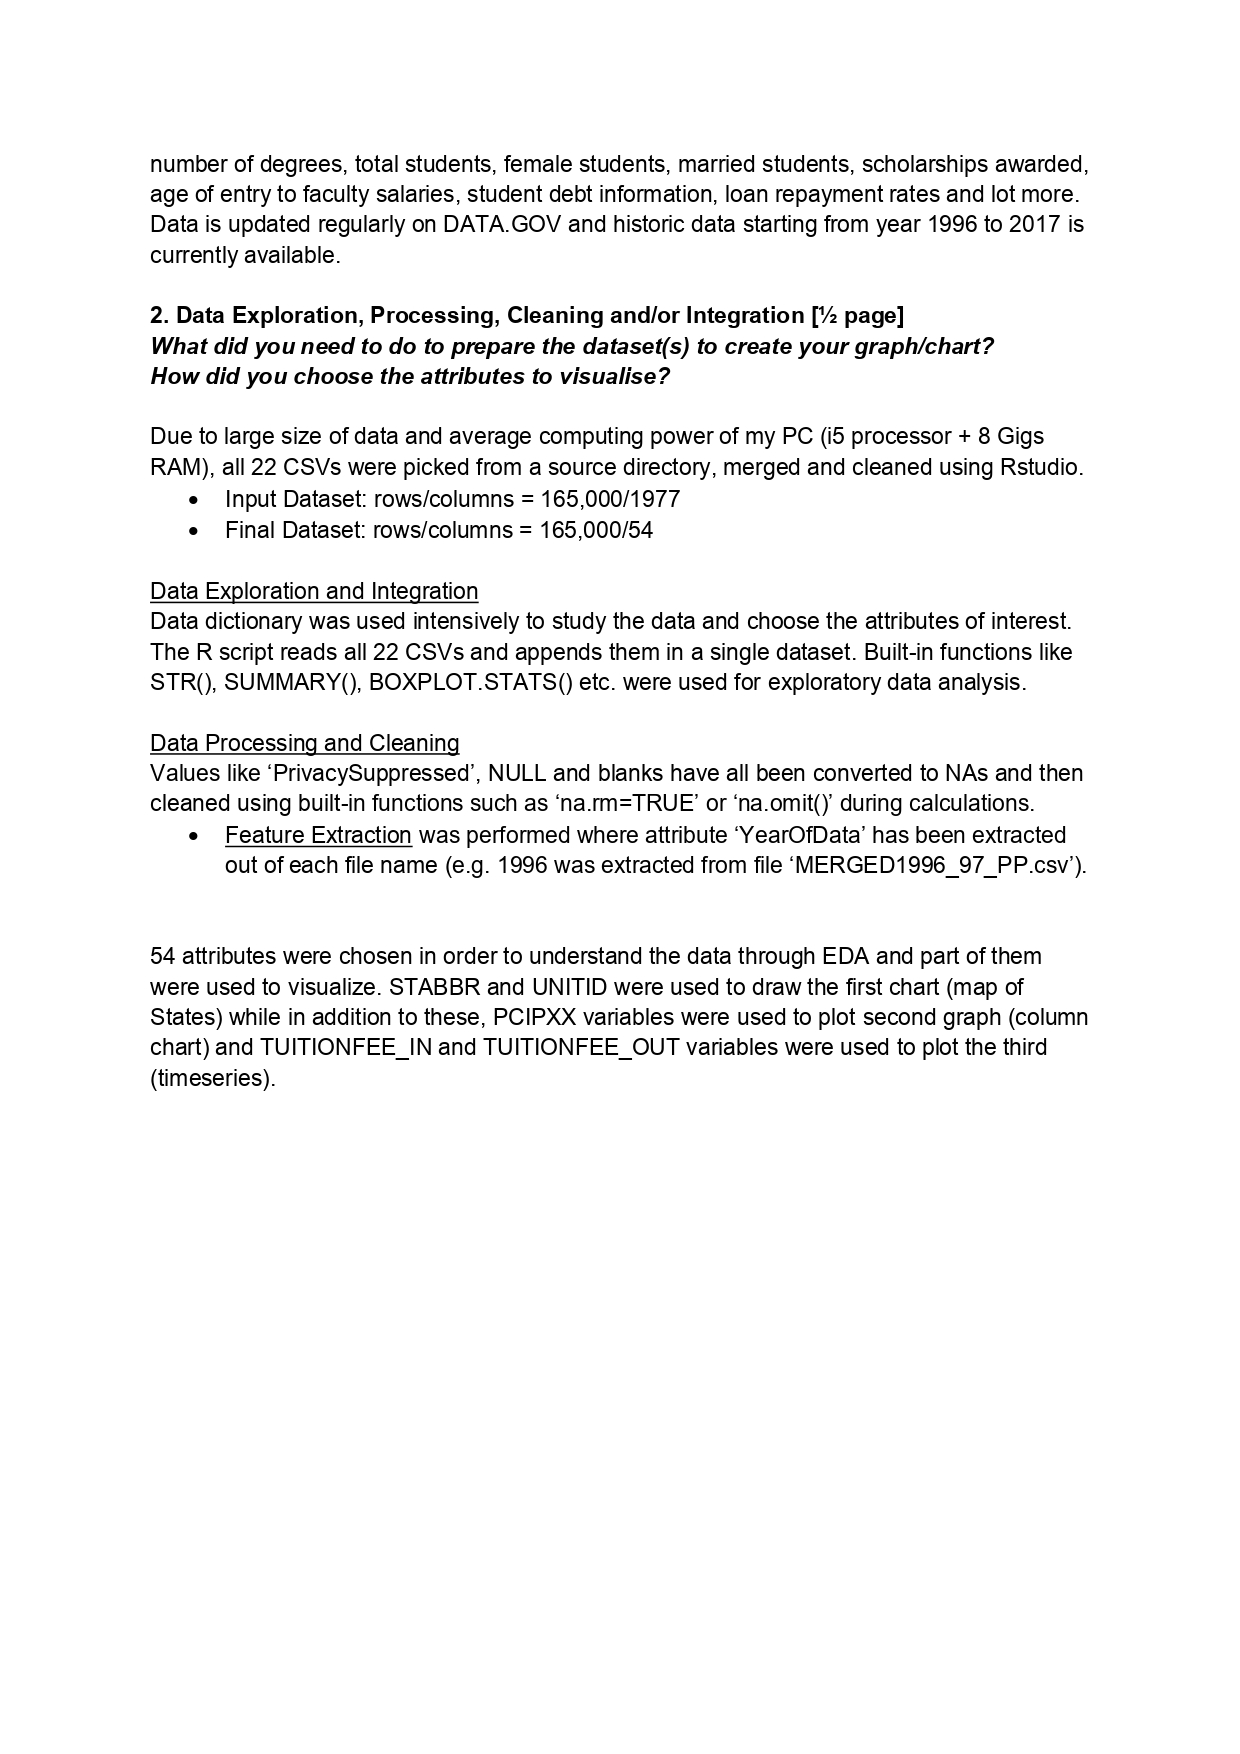 number of degrees, total students, female students, married students, scholarships awarded,
age of entry to faculty salaries, student debt information, loan repayment rates and lot more.
Data is updated regularly on DATA.GOV and historic data starting from year 1996 to 2017 is
currently available.
2. Data Exploration, Processing, Cleaning and/or Integration [½ page]
What did you need to do to prepare the dataset(s) to create your graph/chart?
How did you choose the attributes to visualise?
Due to large size of data and average computing power of my PC (i5 processor + 8 Gigs
RAM), all 22 CSVs were picked from a source directory, merged and cleaned using Rstudio.
• Input Dataset: rows/columns = 165,000/1977
• Final Dataset: rows/columns = 165,000/54
Data Exploration and Integration
Data dictionary was used intensively to study the data and choose the attributes of interest.
The R script reads all 22 CSVs and appends them in a single dataset. Built-in functions like
STR(), SUMMARY(), BOXPLOT.STATS() etc. were used for exploratory data analysis.
Data Processing and Cleaning
Values like ‘PrivacySuppressed’, NULL and blanks have all been converted to NAs and then
cleaned using built-in functions such as ‘na.rm=TRUE’ or ‘na.omit()’ during calculations.
• Feature Extraction was performed where attribute ‘YearOfData’ has been extracted
out of each file name (e.g. 1996 was extracted from file ‘MERGED1996_97_PP.csv’).
54 attributes were chosen in order to understand the data through EDA and part of them
were used to visualize. STABBR and UNITID were used to draw the first chart (map of
States) while in addition to these, PCIPXX variables were used to plot second graph (column
chart) and TUITIONFEE_IN and TUITIONFEE_OUT variables were used to plot the third
(timeseries).